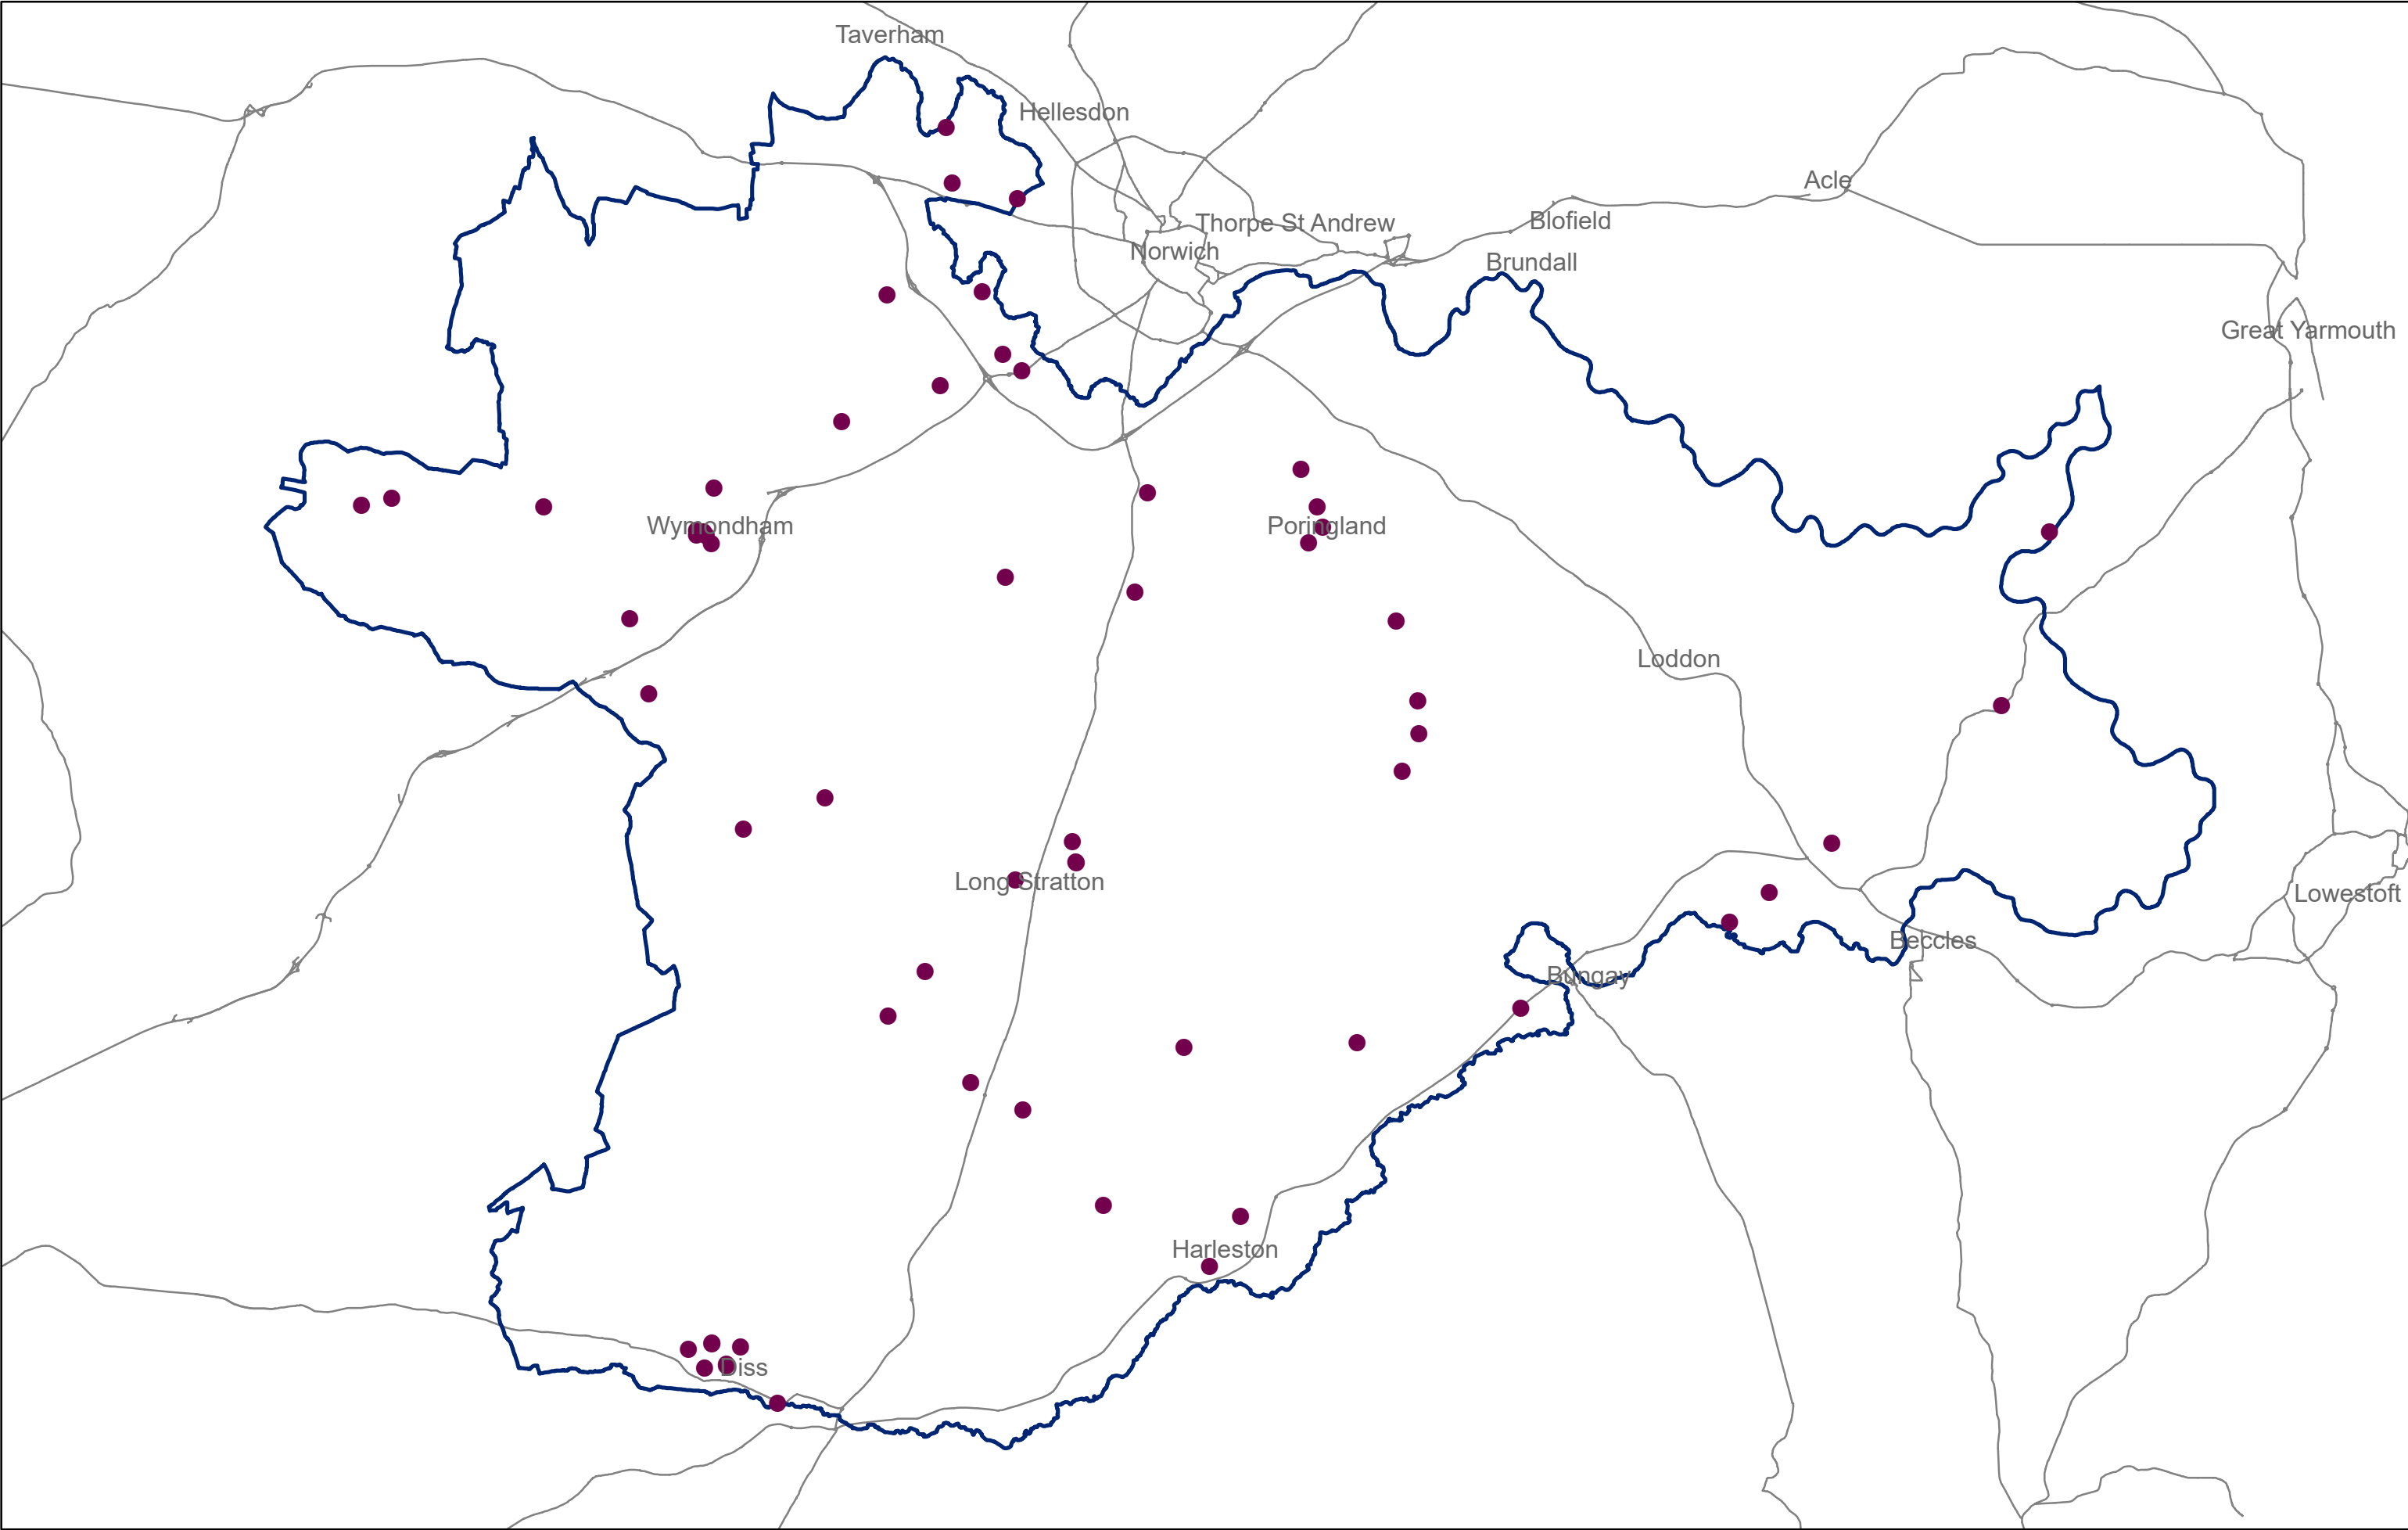 Taverham
Hellesdon
Acle
Thorpe St Andrew
Blofield
Norwich
Brundall
Great Yarmouth
Wymondham
Poringland
Loddon
Long Stratton
Lowestoft
Beccles
Bungay
Harleston
Diss